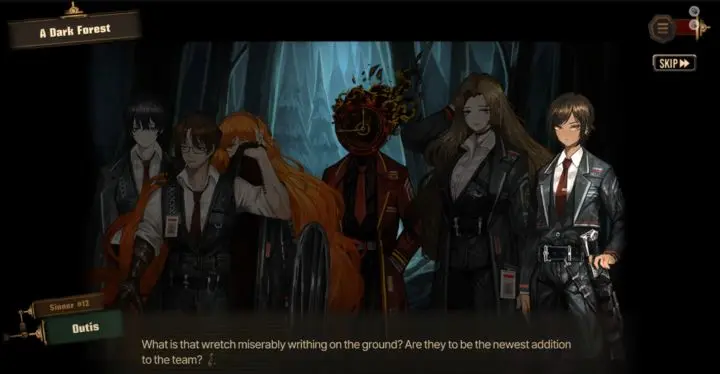 A Dark Forest
SKIP
Sinner #12
Outis
What is that wretch miserably writhing on the ground? Are they to be the newest addition
to the team?